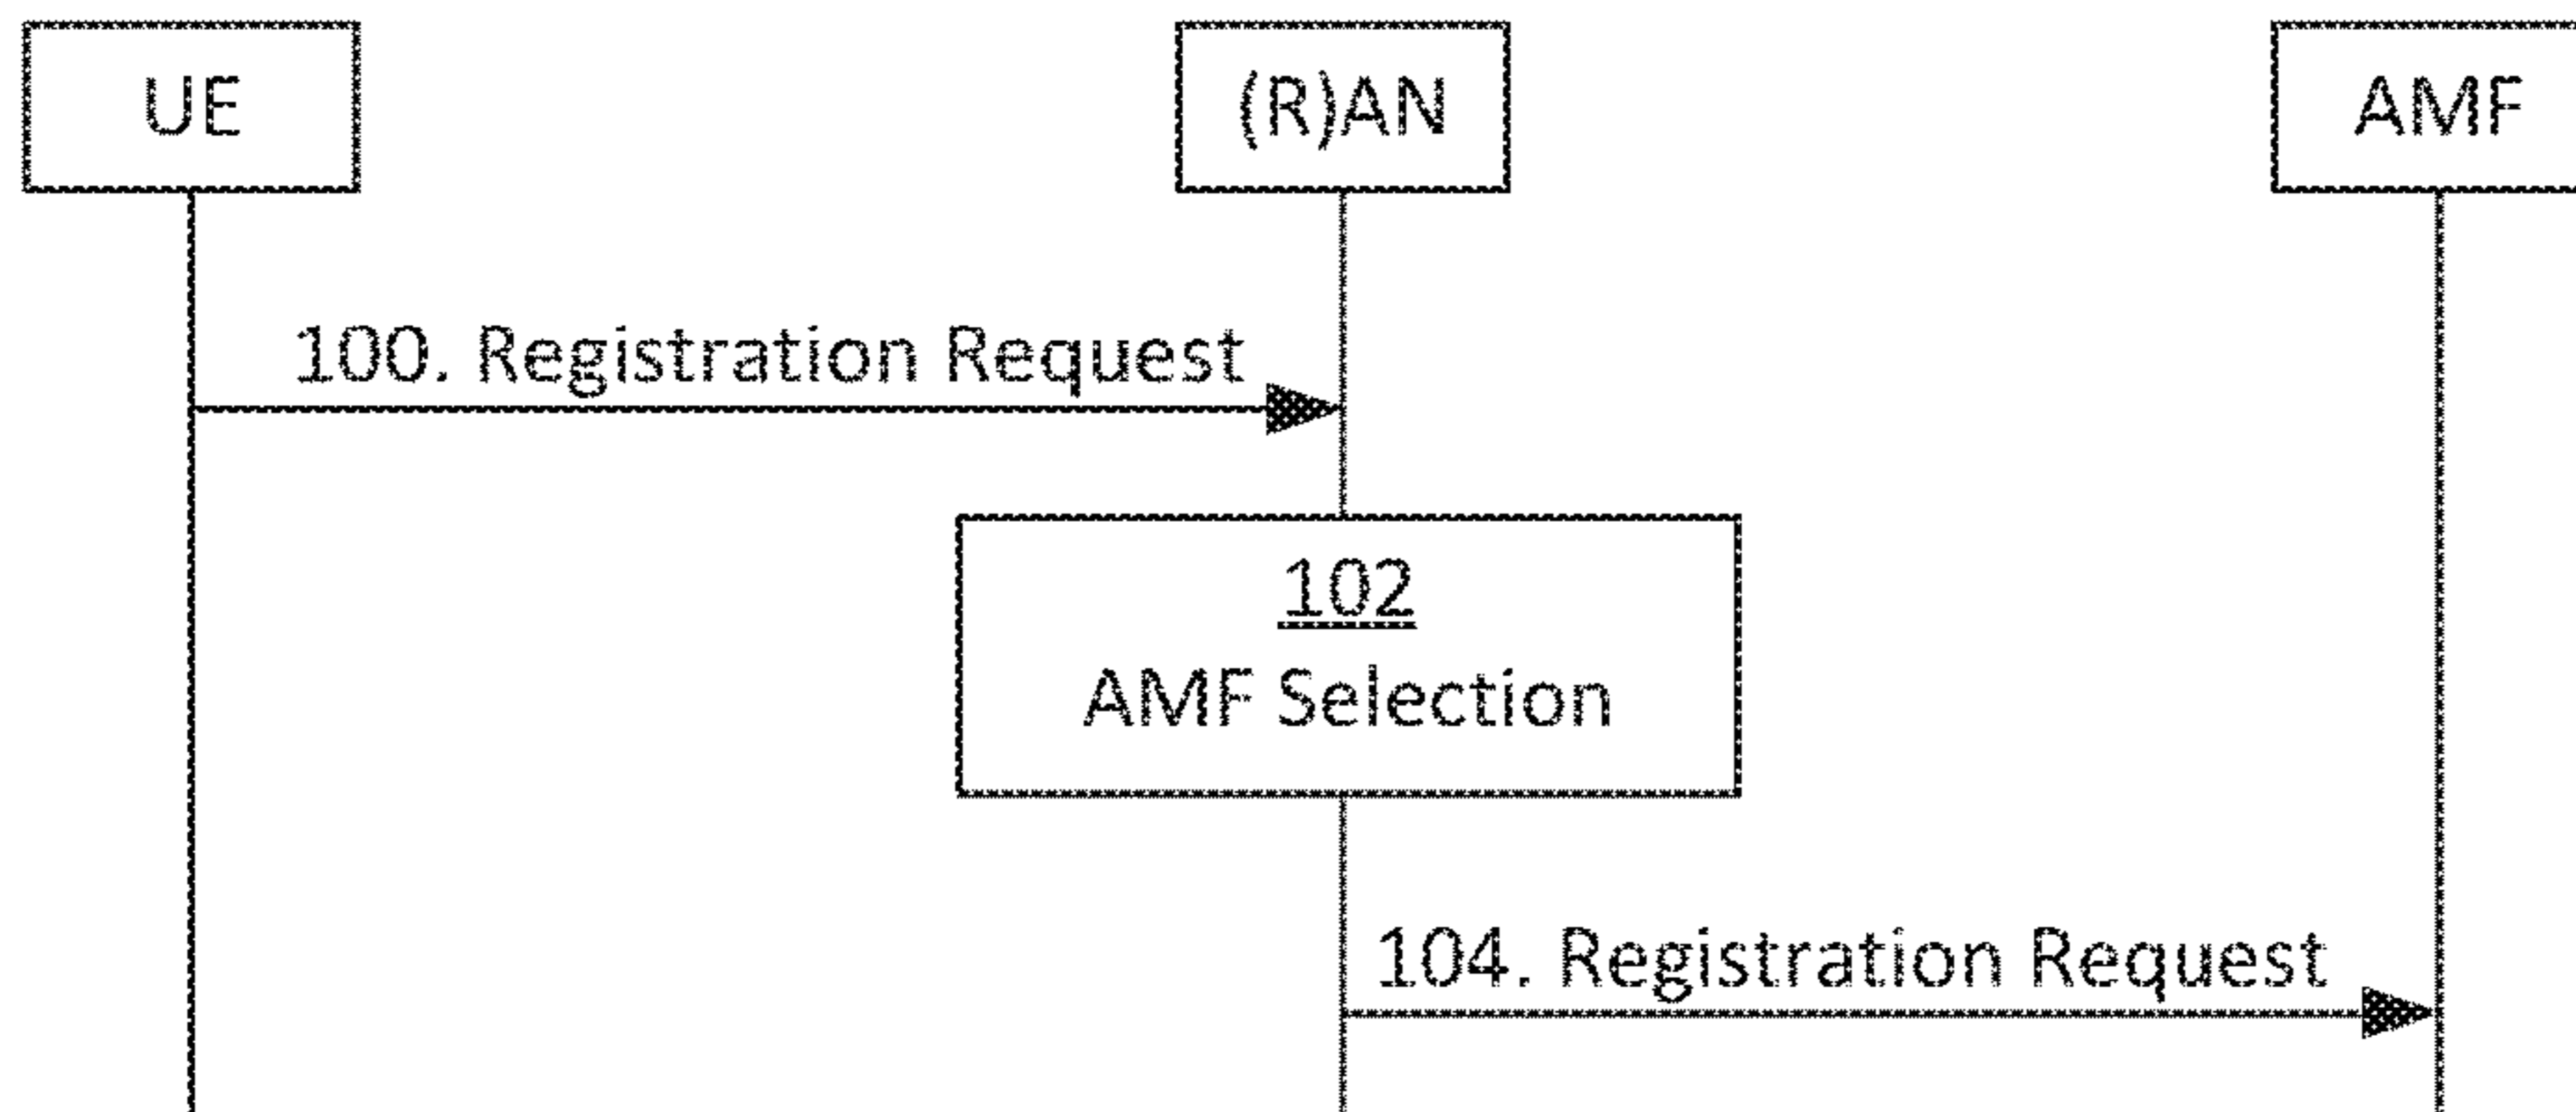 UE
(R)AN
AMF
100. Registration Request
102
AMF Selection
104. Registration Request